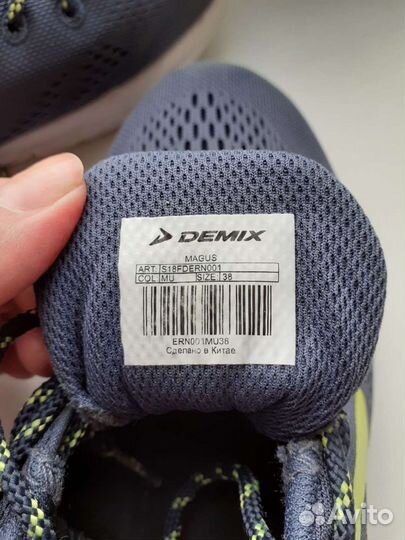 DEMIX
MAGUS
ART: S18FDERN001
COL MU SIZE 38
ERN001MU38
Сделано в Китае
Avito